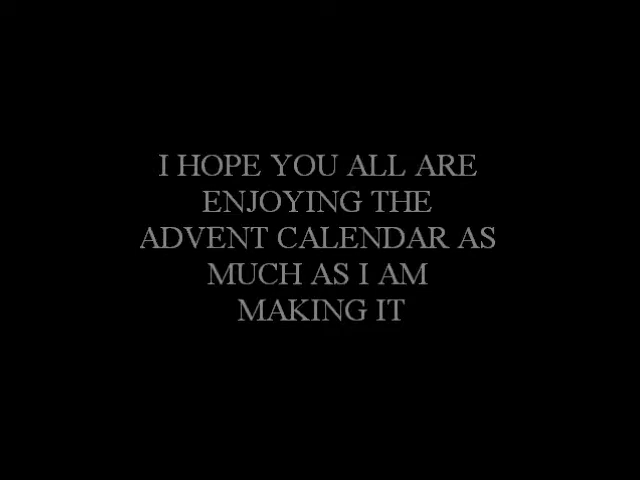 I HOPE YOU ALL ARE
ENJOYING THE
ADVENT CALENDAR AS
MUCH AS I AM
MAKING IT